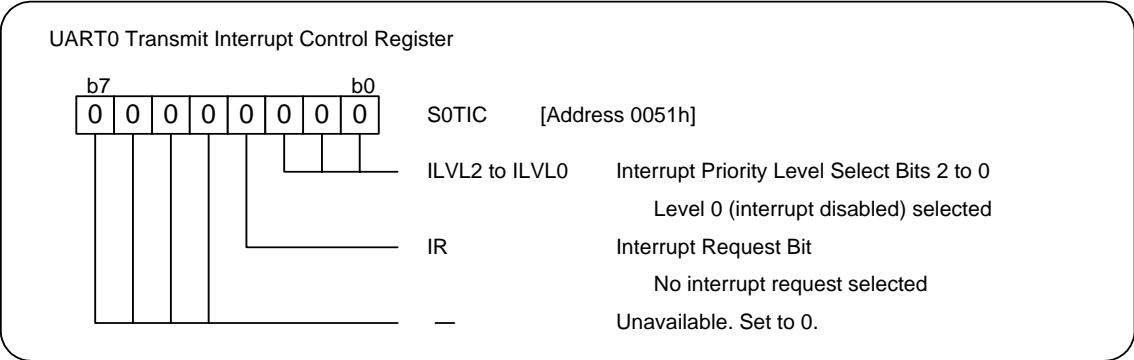 UART0 Transmit Interrupt Control Register
b7 b0
0 0 0 0 0 0 0 0 S0TIC [Address 0051h]
ILVL2 to ILVL0 Interrupt Priority Level Select Bits 2 to 0
Level 0 (interrupt disabled) selected
IR Interrupt Request Bit
No interrupt request selected
— Unavailable. Set to 0.